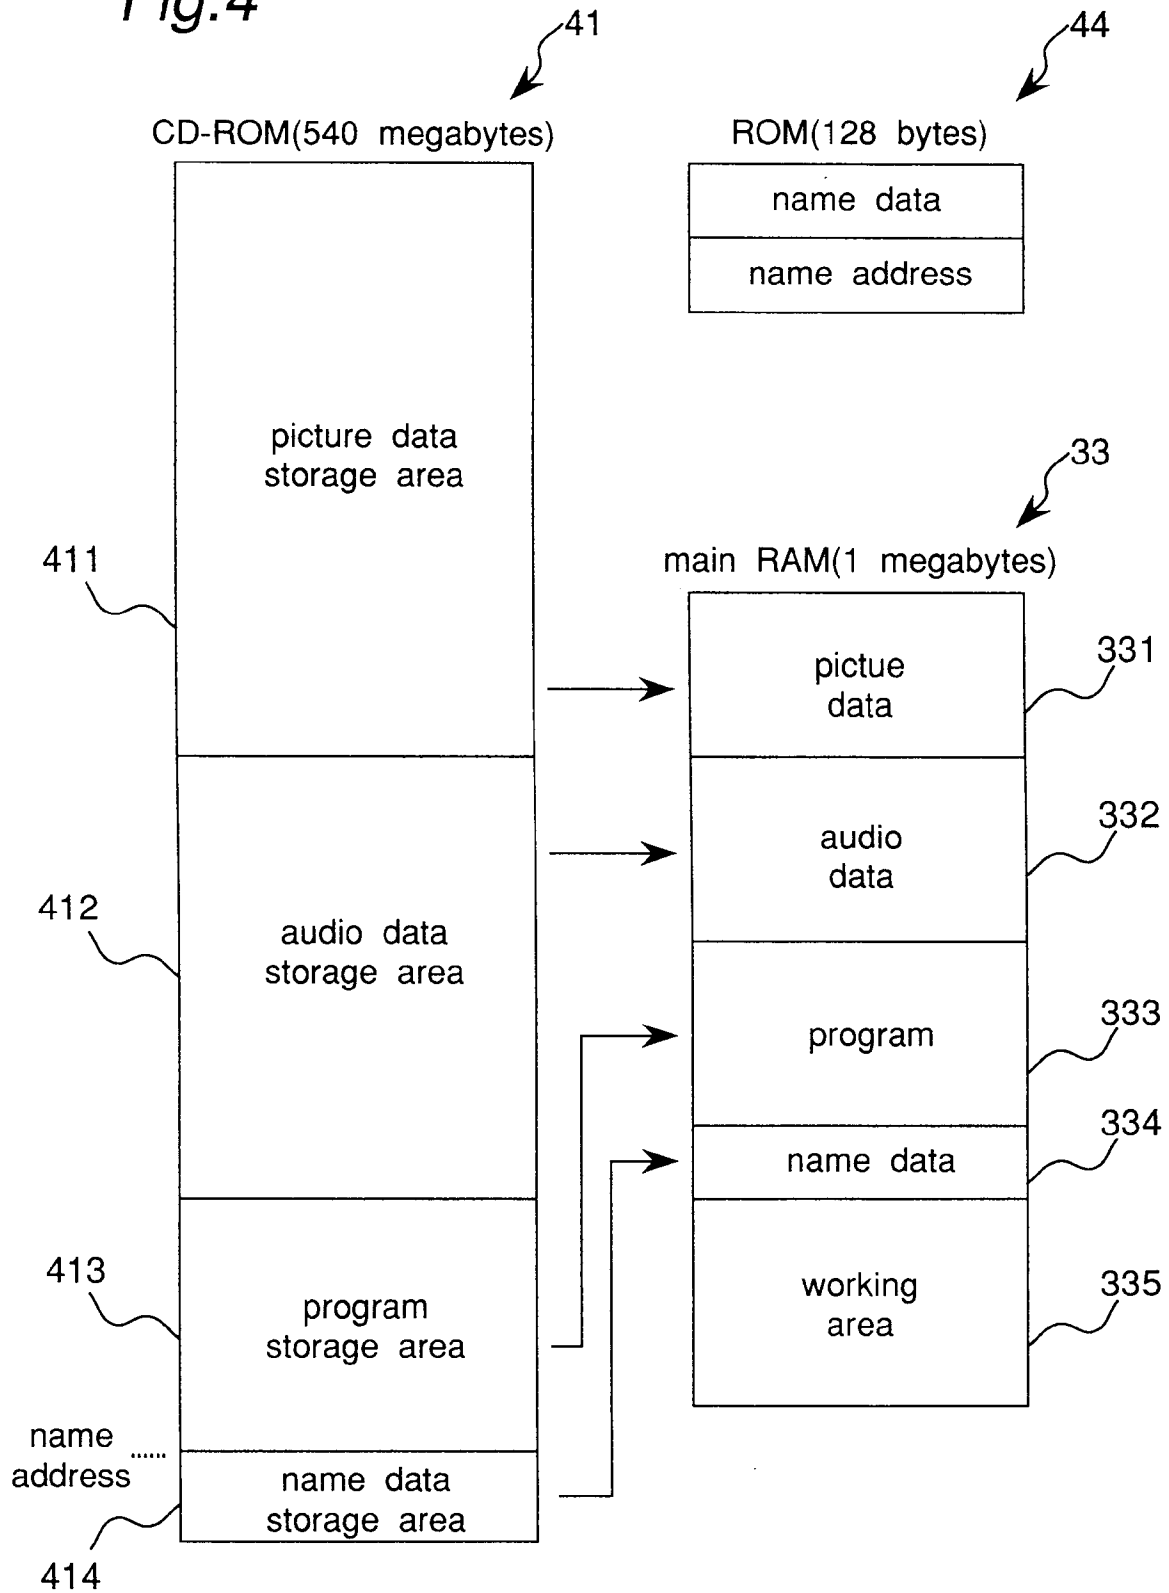 Fig.4
41
CD-ROM(540 megabytes)
picture data
storage area
411
audio data
storage area
412
program
storage area
413
name
address ......
name data
storage area
414
44
ROM(128 bytes)
name data
name address
33
main RAM(1 megabytes)
pictue
data
331
audio
data
332
program
333
name data
334
working
area
335